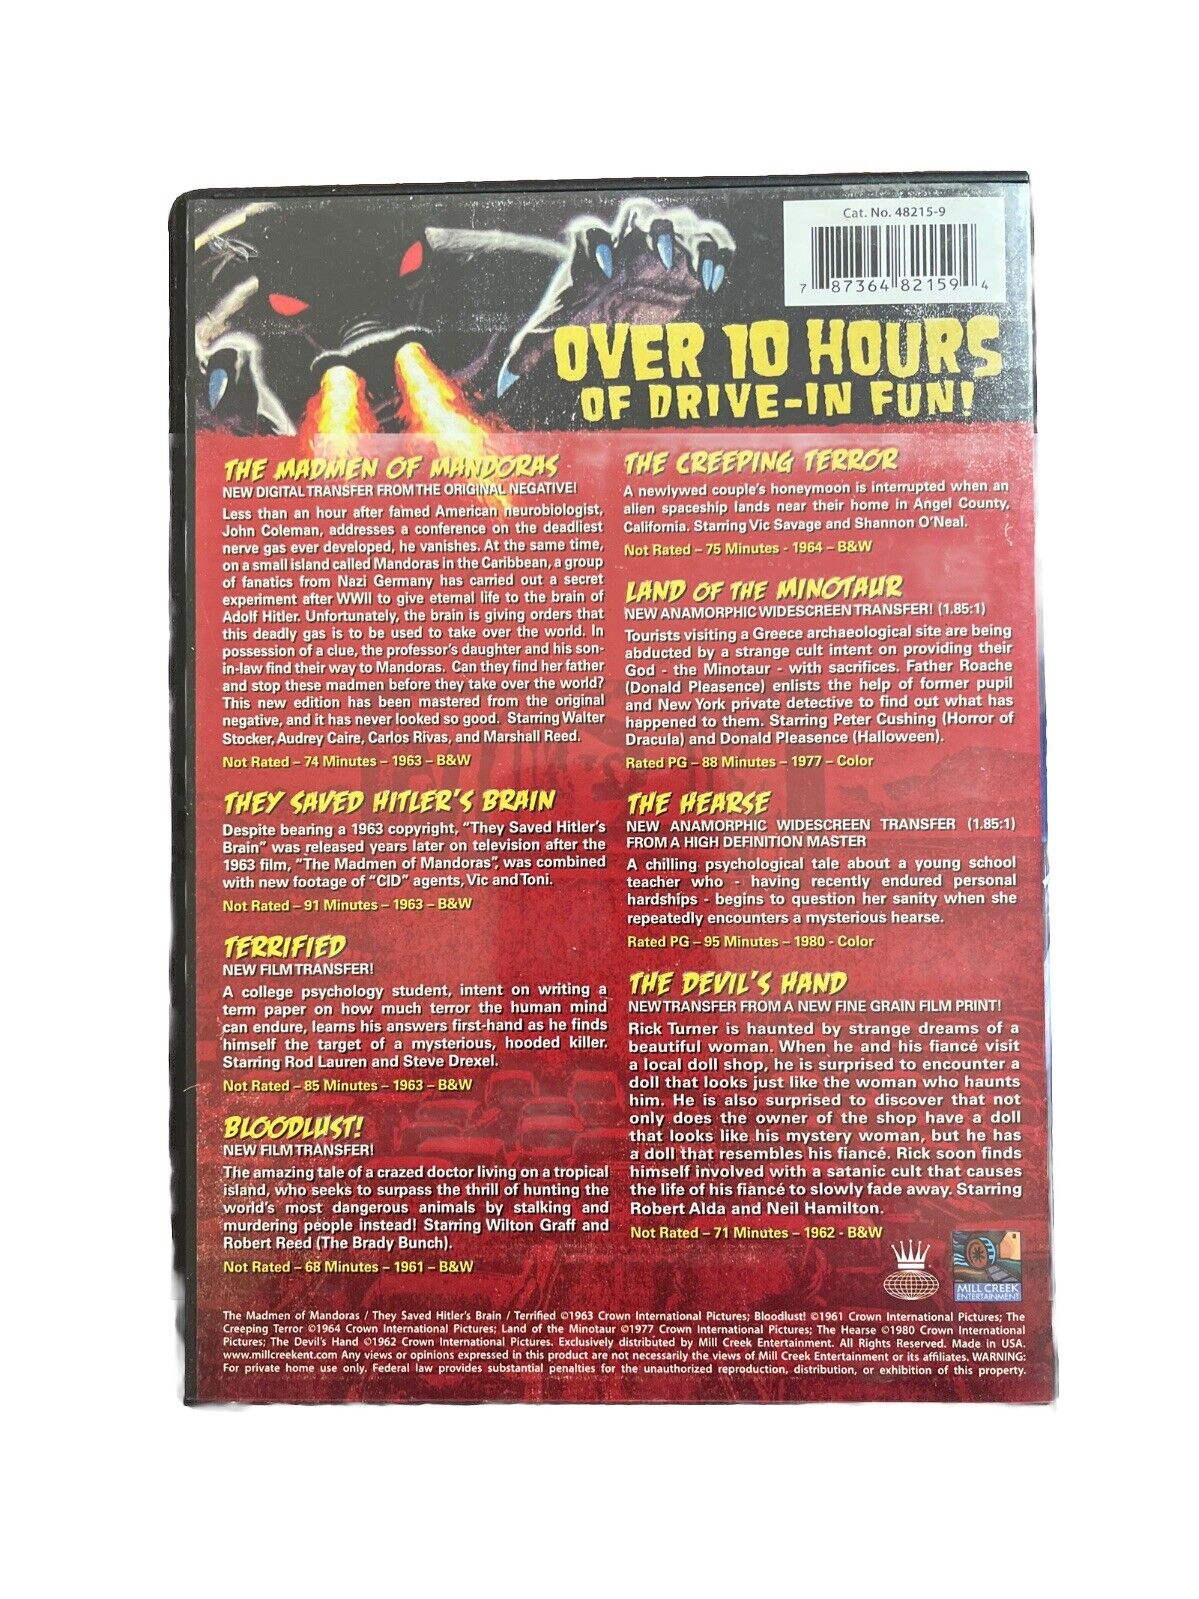 Cat. No. 48215-9
7 87364 82159 4
OVER 10 HOURS
OF DRIVE-IN FUN!
THE MADMEN OF MANDORAS
NEW DIGITAL TRANSFER FROM THE ORIGINAL NEGATIVE!
Less than an hour after famed American neurobiologist,
John Coleman, addresses a conference on the deadliest
nerve gas ever developed, he vanishes. At the same time,
on a small island called Mandoras in the Caribbean, a group
of fanatics from Nazi Germany has carried out a secret
experiment after WWII to give eternal life to the brain of
Adolf Hitler. Unfortunately, the brain is giving orders that
this deadly gas is to be used to take over the world. In
possession of a clue, the professor's daughter and his son-
in-law find their way to Mandoras. Can they find her father
and stop these madmen before they take over the world?
This new edition has been mastered from the original
negative, and it has never looked so good. Starring Walter
Stocker, Audrey Caire, Carlos Rivas, and Marshall Reed.
Not Rated – 74 Minutes – 1963 – B&W
THEY SAVED HITLER'S BRAIN
Despite bearing a 1963 copyright, "They Saved Hitler's
Brain" was released years later on television after the
1963 film, "The Madmen of Mandoras", was combined
with new footage of "CID" agents, Vic and Toni.
Not Rated – 91 Minutes – 1963 – B&W
TERRIFIED
NEW FILM TRANSFER!
A college psychology student, intent on writing a
term paper on how much terror the human mind
can endure, learns his answers first-hand as he finds
himself the target of a mysterious, hooded killer.
Starring Rod Lauren and Steve Drexel.
Not Rated – 85 Minutes – 1963 – B&W
BLOODLUST!
NEW FILM TRANSFER!
The amazing tale of a crazed doctor living on a tropical
island, who seeks to surpass the thrill of hunting the
world's most dangerous animals by stalking and
murdering people instead! Starring Wilton Graff and
Robert Reed (The Brady Bunch).
Not Rated – 68 Minutes – 1961 – B&W
THE CREEPING TERROR
A newlywed couple's honeymoon is interrupted when an
alien spaceship lands near their home in Angel County,
California. Starring Vic Savage and Shannon O'Neal.
Not Rated – 75 Minutes - 1964 – B&W
LAND OF THE MINOTAUR
NEW ANAMORPHIC WIDESCREEN TRANSFER! (1.85:1)
Tourists visiting a Greece archaeological site are being
abducted by a strange cult intent on providing their
God - the Minotaur - with sacrifices. Father Roache
(Donald Pleasence) enlists the help of former pupil
and New York private detective to find out what has
happened to them. Starring Peter Cushing (Horror of
Dracula) and Donald Pleasence (Halloween).
Rated PG – 88 Minutes – 1977 – Color
THE HEARSE
NEW ANAMORPHIC WIDESCREEN TRANSFER (1.85:1)
FROM A HIGH DEFINITION MASTER
A chilling psychological tale about a young school
teacher who - having recently endured personal
hardships - begins to question her sanity when she
repeatedly encounters a mysterious hearse.
Rated PG – 95 Minutes – 1980 - Color
THE DEVIL'S HAND
NEW TRANSFER FROM A NEW FINE GRAIN FILM PRINT!
Rick Turner is haunted by strange dreams of a
beautiful woman. When he and his fiancé visit
a local doll shop, he is surprised to encounter a
doll that looks just like the woman who haunts
him. He is also surprised to discover that not
only does the owner of the shop have a doll
that looks like his mystery woman, but he has
a doll that resembles his fiancé. Rick soon finds
himself involved with a satanic cult that causes
the life of his fiancé to slowly fade away. Starring
Robert Alda and Neil Hamilton.
Not Rated – 71 Minutes – 1962 - B&W
MILL CREEK
ENTERTAINMENT
The Madmen of Mandoras / They Saved Hitler's Brain / Terrified ©1963 Crown International Pictures; Bloodlust! ©1961 Crown International Pictures; The
Creeping Terror ©1964 Crown International Pictures; Land of the Minotaur ©1977 Crown International Pictures; The Hearse ©1980 Crown International
Pictures; The Devil's Hand ©1962 Crown International Pictures. Exclusively distributed by Mill Creek Entertainment. All Rights Reserved. Made in USA.
www.millcreekent.com Any views or opinions expressed in this product are not necessarily the views of Mill Creek Entertainment or its affiliates. WARNING:
For private home use only. Federal law provides substantial penalties for the unauthorized reproduction, distribution, or exhibition of this property.